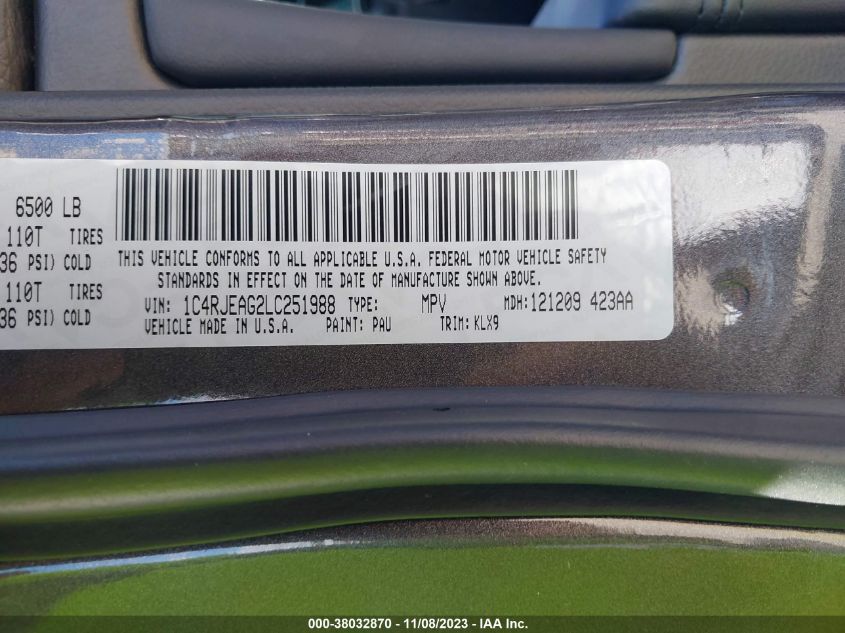 6500 LB
110T TIRES
36 PSI) COLD
110T TIRES
36 PSI) COLD
THIS VEHICLE CONFORMS TO ALL APPLICABLE U.S.A. FEDERAL MOTOR VEHICLE SAFETY
STANDARDS IN EFFECT ON THE DATE OF MANUFACTURE SHOWN ABOVE.
VIN: 1C4RJEAG2LC251988 TYPE: MPV MDH:121209 423AA
VEHICLE MADE IN U.S.A. PAINT: PAU TRIM: KLX9
000-38032870 - 11/08/2023 - IAA Inc.